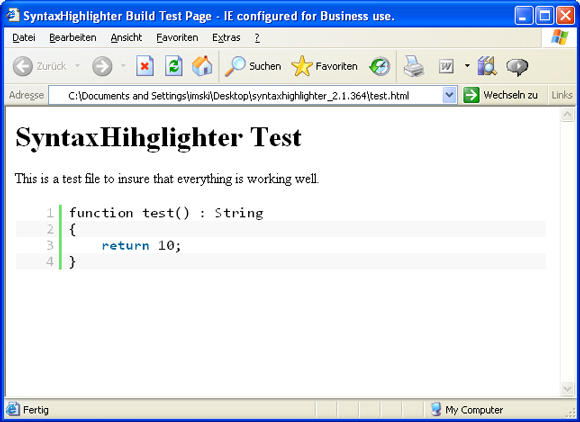 SyntaxHighlighter Build Test Page - IE configured for Business use.
Datei Bearbeiten Ansicht Favoriten Extras ?
Zurück Suchen Favoriten
Adresse C:\Documents and Settings\imski\Desktop\syntaxhighlighter_2.1.364\test.html Wechseln zu Links
SyntaxHihglighter Test
This is a test file to insure that everything is working well.
1 function test() : String
2 {
3 return 10;
4 }
Fertig My Computer